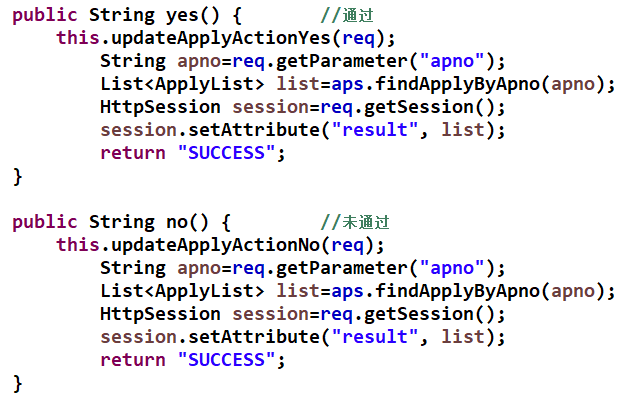 public String yes() {       //通过
    this.updateApplyActionYes(req);
        String apno=req.getParameter("apno");
        List<ApplyList> list=aps.findApplyByApno(apno);
        HttpSession session=req.getSession();
        session.setAttribute("result", list);
        return "SUCCESS";
}
public String no() {        //未通过
    this.updateApplyActionNo(req);
        String apno=req.getParameter("apno");
        List<ApplyList> list=aps.findApplyByApno(apno);
        HttpSession session=req.getSession();
        session.setAttribute("result", list);
        return "SUCCESS";
}